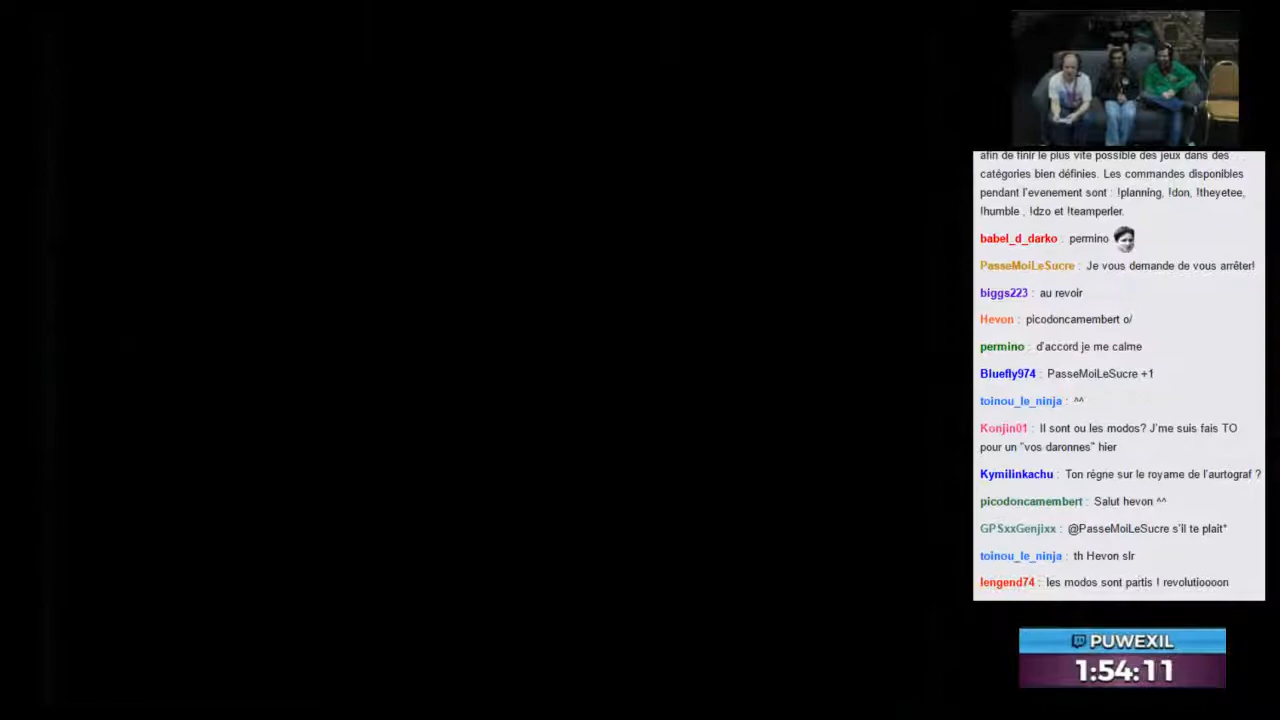 afin de finir le plus vite possible des jeux dans des
catégories bien définies. Les commandes disponibles
pendant l'evenement sont : !planning, !don, !theyetee,
!humble , !dzo et !teamperler.
babel_d_darko : permino
PasseMoiLeSucre : Je vous demande de vous arrêter!
biggs223 : au revoir
Hevon : picodoncamembert o/
permino : d'accord je me calme
Bluefly974 : PasseMoiLeSucre +1
toinou_le_ninja : ^^
Konjin01 : Il sont ou les modos? J'me suis fais TO
pour un "vos daronnes" hier
Kymilinkachu : Ton règne sur le royame de l'aurtograf ?
picodoncamembert : Salut hevon ^^
GPSxxGenjixx : @PasseMoiLeSucre s'il te plait*
toinou_le_ninja : th Hevon slr
lengend74 : les modos sont partis ! revolutioooon
PUWEXIL
1:54:11